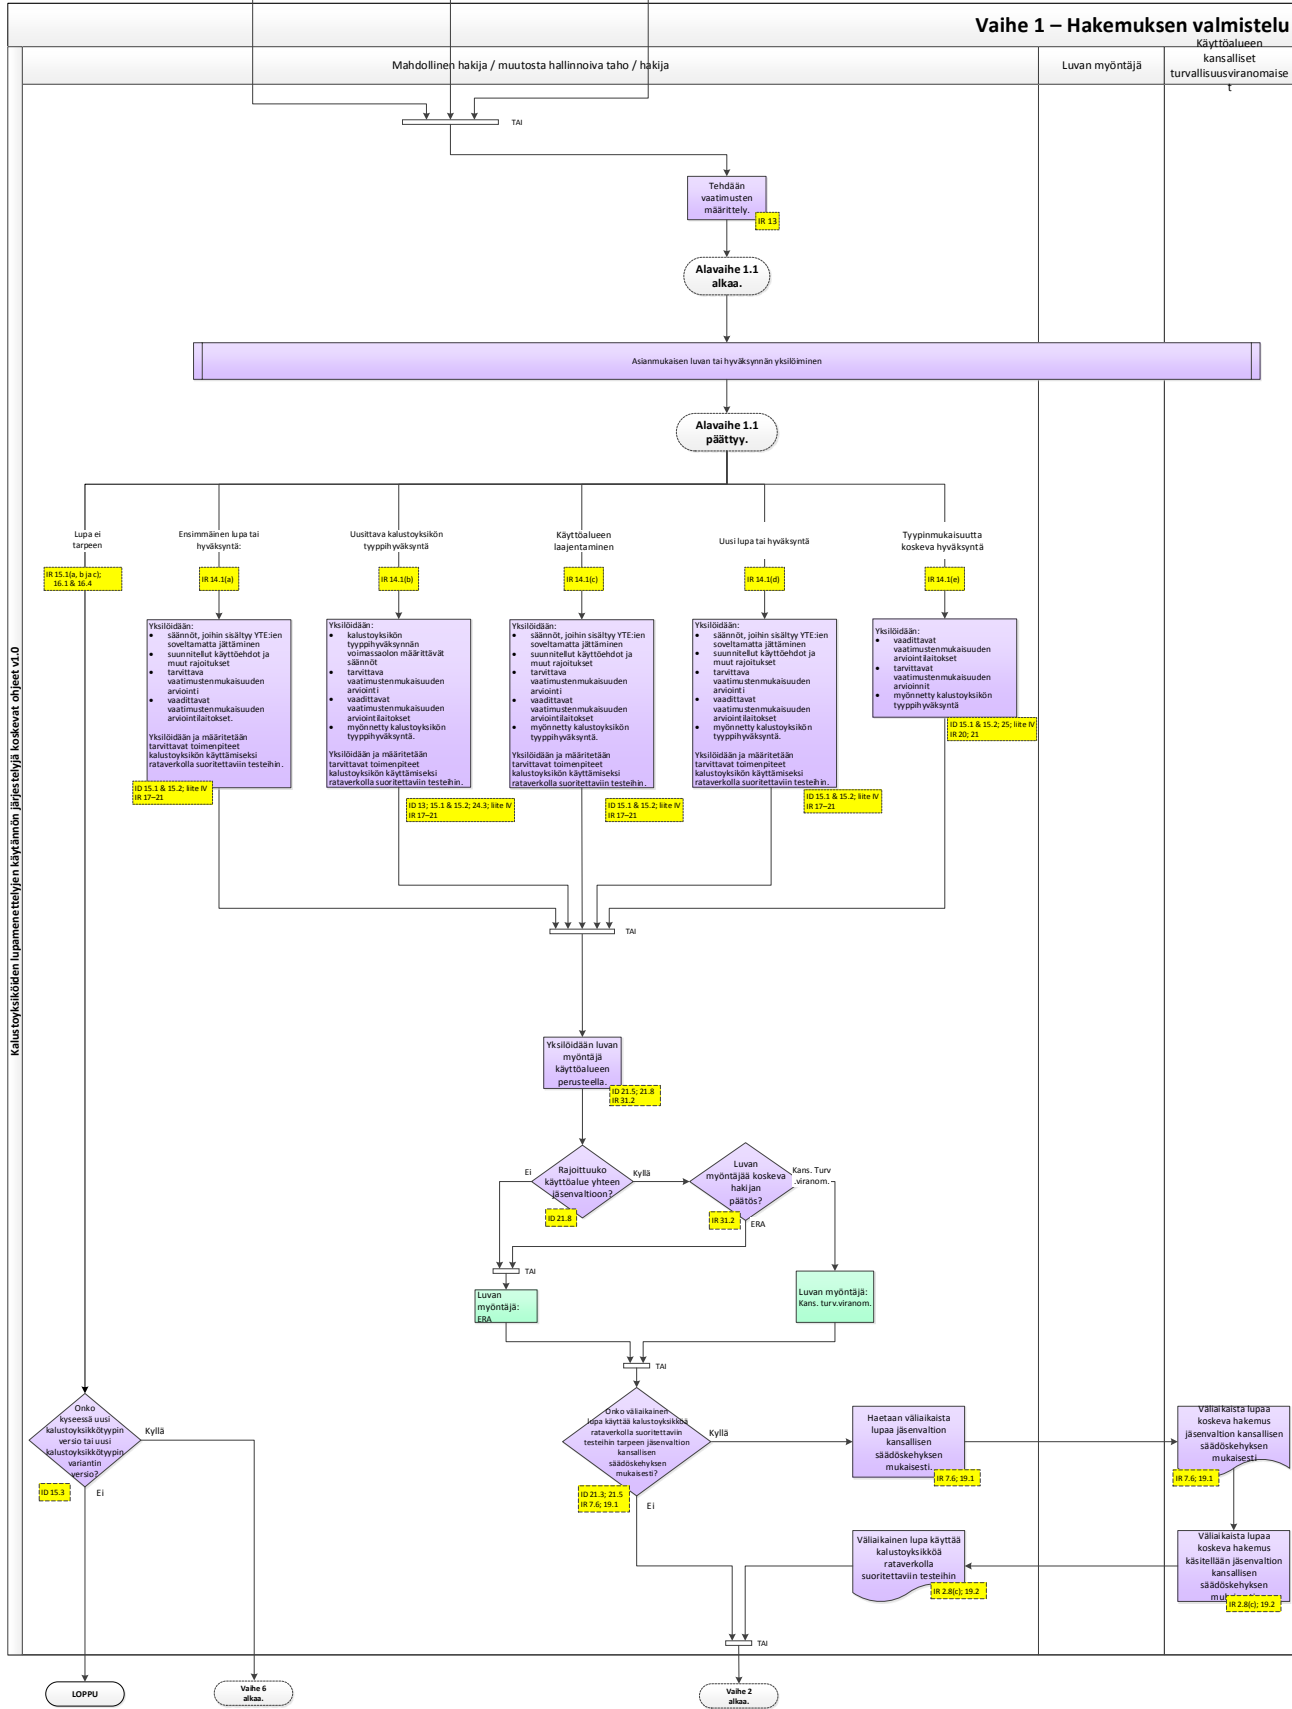 Vaihe 1 – Hakemuksen valmistelu
Mahdollinen hakija / muutosta hallinnoiva taho / hakija
Luvan myöntäjä
Käyttöalueen
kansalliset
turvallisuusviranomaise
t
Kalustoyksiköiden lupamenettelyjen käytännön järjestelyjä koskevat ohjeet v1.0
TAI
Tehdään
vaatimusten
määrittely.
IR 13
Alavaihe 1.1
alkaa.
Asianmukaisen luvan tai hyväksynnän yksilöiminen
Alavaihe 1.1
päättyy.
Lupa ei
tarpeen
IR 15.1(a, b ja c);
16.1 & 16.4
Ensimmäinen lupa tai
hyväksyntä:
IR 14.1(a)
Uusittava kalustoyksikön
tyyppihyväksyntä
IR 14.1(b)
Käyttöalueen
laajentaminen
IR 14.1(c)
Uusi lupa tai hyväksyntä
IR 14.1(d)
Tyypinmukaisuutta
koskeva hyväksyntä
IR 14.1(e)
Yksilöidään:
• säännöt, joihin sisältyy YTE:ien
soveltamatta jättäminen
• suunnitellut käyttöehdot ja
muut rajoitukset
• tarvittava
vaatimustenmukaisuuden
arviointi
• vaadittavat
vaatimustenmukaisuuden
arviointilaitokset.
Yksilöidään ja määritetään
tarvittavat toimenpiteet
kalustoyksikön käyttämiseksi
rataverkolla suoritettaviin testeihin.
ID 15.1 & 15.2; liite IV
IR 17–21
Yksilöidään:
• kalustoyksikön
tyyppihyväksynnän
voimassaolon määrittävät
säännöt
• tarvittava
vaatimustenmukaisuuden
arviointi
• vaadittavat
vaatimustenmukaisuuden
arviointilaitokset
• myönnetty kalustoyksikön
tyyppihyväksyntä.
Yksilöidään ja määritetään
tarvittavat toimenpiteet
kalustoyksikön käyttämiseksi
rataverkolla suoritettaviin testeihin.
ID 13; 15.1 & 15.2; 24.3; liite IV
IR 17–21
Yksilöidään:
• säännöt, joihin sisältyy YTE:ien
soveltamatta jättäminen
• suunnitellut käyttöehdot ja
muut rajoitukset
• tarvittava
vaatimustenmukaisuuden
arviointi
• vaadittavat
vaatimustenmukaisuuden
arviointilaitokset
• myönnetty kalustoyksikön
tyyppihyväksyntä.
Yksilöidään ja määritetään
tarvittavat toimenpiteet
kalustoyksikön käyttämiseksi
rataverkolla suoritettaviin testeihin.
ID 15.1 & 15.2; liite IV
IR 17–21
Yksilöidään:
• säännöt, joihin sisältyy YTE:ien
soveltamatta jättäminen
• suunnitellut käyttöehdot ja
muut rajoitukset
• tarvittava
vaatimustenmukaisuuden
arviointi
• vaadittavat
vaatimustenmukaisuuden
arviointilaitokset
• myönnetty kalustoyksikön
tyyppihyväksyntä.
Yksilöidään ja määritetään
tarvittavat toimenpiteet
kalustoyksikön käyttämiseksi
rataverkolla suoritettaviin testeihin.
ID 15.1 & 15.2; liite IV
IR 17–21
Yksilöidään:
• vaadittavat
vaatimustenmukaisuuden
arviointilaitokset
• tarvittavat
vaatimustenmukaisuuden
arvioinnit
• myönnetty kalustoyksikön
tyyppihyväksyntä
ID 15.1 & 15.2; 25; liite IV
IR 20; 21
TAI
Yksilöidään luvan
myöntäjä
käyttöalueen
perusteella.
ID 21.5; 21.8
IR 31.2
Ei
Rajoittuuko
käyttöalue yhteen
jäsenvaltioon?
Kyllä
ID 21.8
Luvan
myöntäjää koskeva
hakijan
päätös?
Kans. Turv
.viranom.
IR 31.2
ERA
TAI
Luvan
myöntäjä:
ERA
Luvan myöntäjä:
Kans. turv.viranom.
TAI
Onko
kyseessä uusi
kalustoyksikkötyypin
versio tai uusi
kalustoyksikkötyypin
variantin
versio?
Kyllä
ID 15.3
Ei
Onko väliaikainen
lupa käyttää kalustoyksikköä
rataverkolla suoritettaviin
testeihin tarpeen jäsenvaltion
kansallisen
säädöskehyksen
mukaisesti?
Kyllä
ID 21.3; 21.5
IR 7.6; 19.1
Ei
Haetaan väliaikaista
lupaa jäsenvaltion
kansallisen
säädöskehyksen
mukaisesti.
IR 7.6; 19.1
Väliaikaista lupaa
koskeva hakemus
jäsenvaltion kansallisen
säädöskehyksen
mukaisesti
IR 7.6; 19.1
Väliaikainen lupa käyttää
kalustoyksikköä
rataverkolla
suoritettaviin testeihin
IR 2.8(c); 19.2
Väliaikaista lupaa
koskeva hakemus
käsitellään jäsenvaltion
kansallisen
säädöskehyksen
IR 2.8(c); 19.2
TAI
LOPPU
Vaihe 6
alkaa.
Vaihe 2
alkaa.